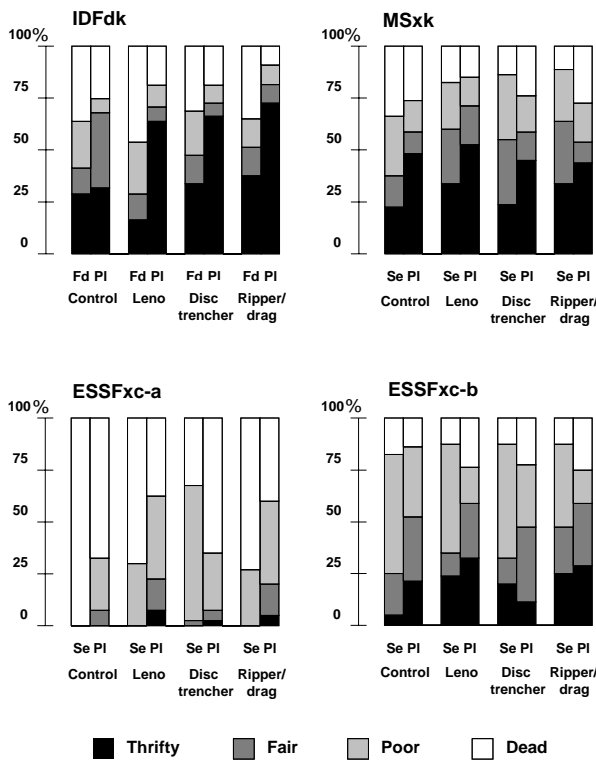 IDFdk
100%
75
50
25
0
Fd Pl Fd Pl Fd Pl Fd Pl
Control Leno Disc trencher Ripper/ drag
MSxk
100%
75
50
25
0
Se Pl Se Pl Se Pl Se Pl
Control Leno Disc trencher Ripper/ drag
ESSFxc-a
100%
75
50
25
0
Se Pl Se Pl Se Pl Se Pl
Control Leno Disc trencher Ripper/ drag
ESSFxc-b
100%
75
50
25
0
Se Pl Se Pl Se Pl Se Pl
Control Leno Disc trencher Ripper/ drag
Thrifty Fair Poor Dead